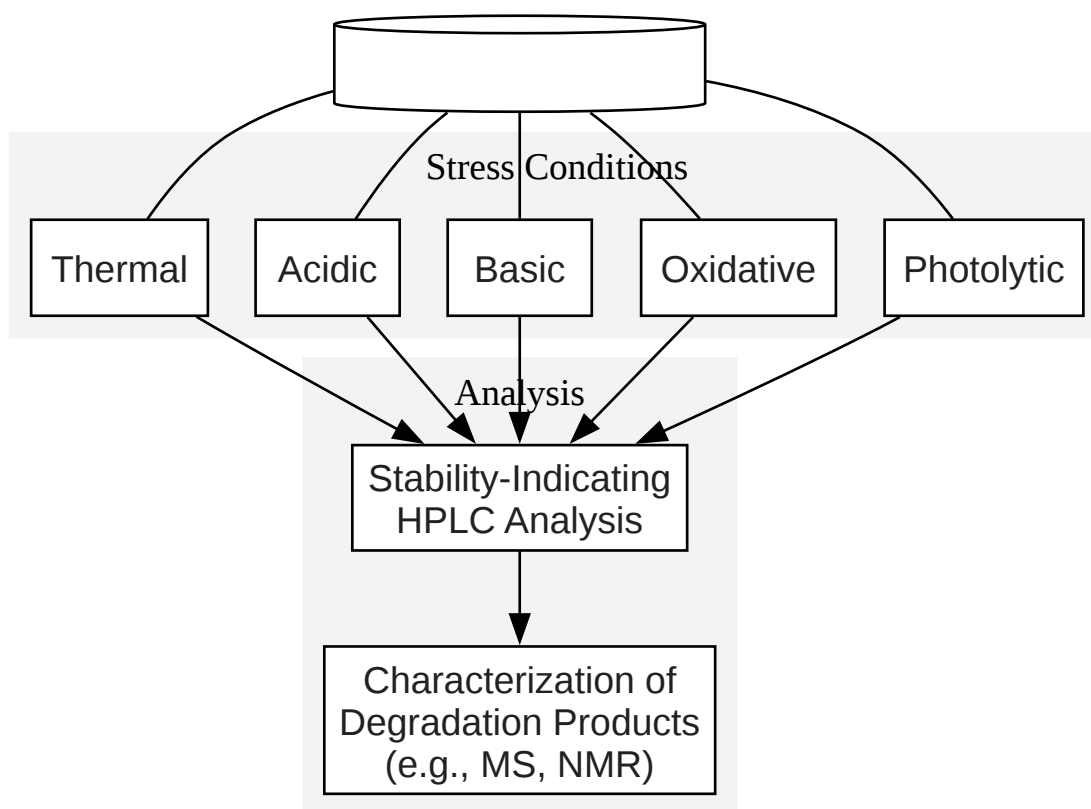 Stress Conditions
Thermal
Acidic
Basic
Oxidative
Photolytic
Analysis
Stability-Indicating
HPLC Analysis
Characterization of
Degradation Products
(e.g., MS, NMR)